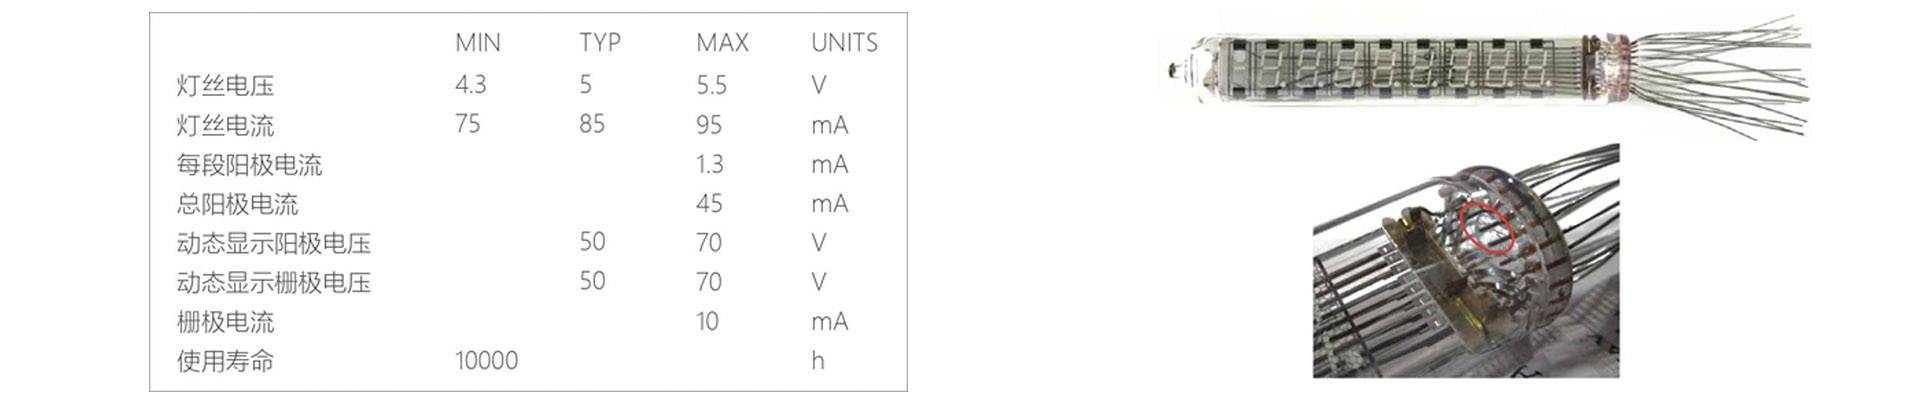 MIN TYP MAX UNITS
灯丝电压 4.3 5 5.5 V
灯丝电流 75 85 95 mA
每段阳极电流 1.3 mA
总阳极电流 45 mA
动态显示阳极电压 50 70 V
动态显示栅极电压 50 70 V
栅极电流 10 mA
使用寿命 10000 h